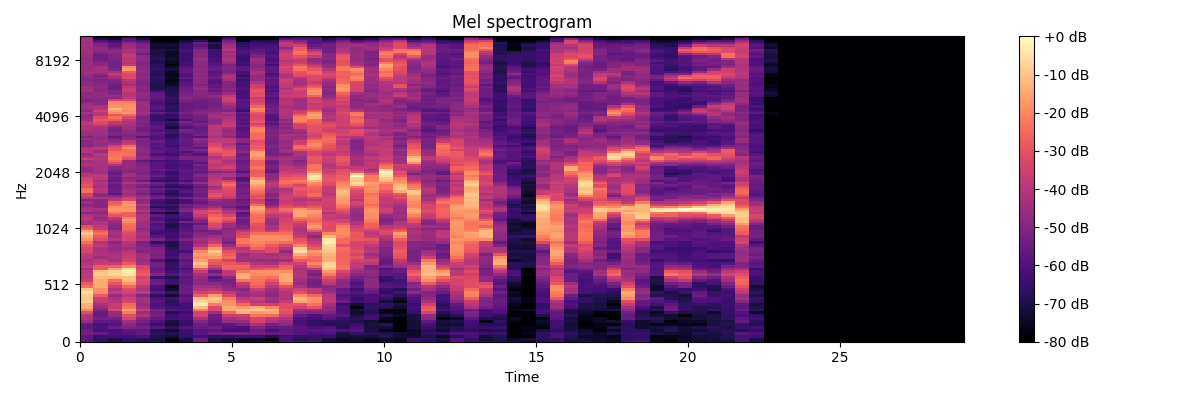 Mel spectrogram
Hz
8192
4096
2048
1024
512
0
0 5 10 15 20 25
Time
+0 dB
-10 dB
-20 dB
-30 dB
-40 dB
-50 dB
-60 dB
-70 dB
-80 dB